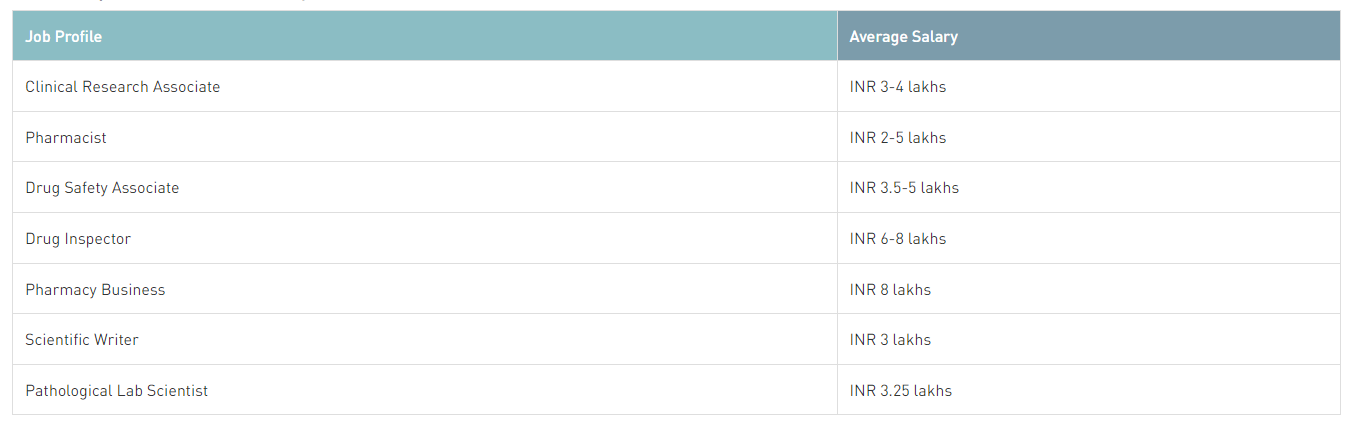 Job Profile Average Salary
Clinical Research Associate INR 3-4 lakhs
Pharmacist INR 2-5 lakhs
Drug Safety Associate INR 3.5-5 lakhs
Drug Inspector INR 6-8 lakhs
Pharmacy Business INR 8 lakhs
Scientific Writer INR 3 lakhs
Pathological Lab Scientist INR 3.25 lakhs